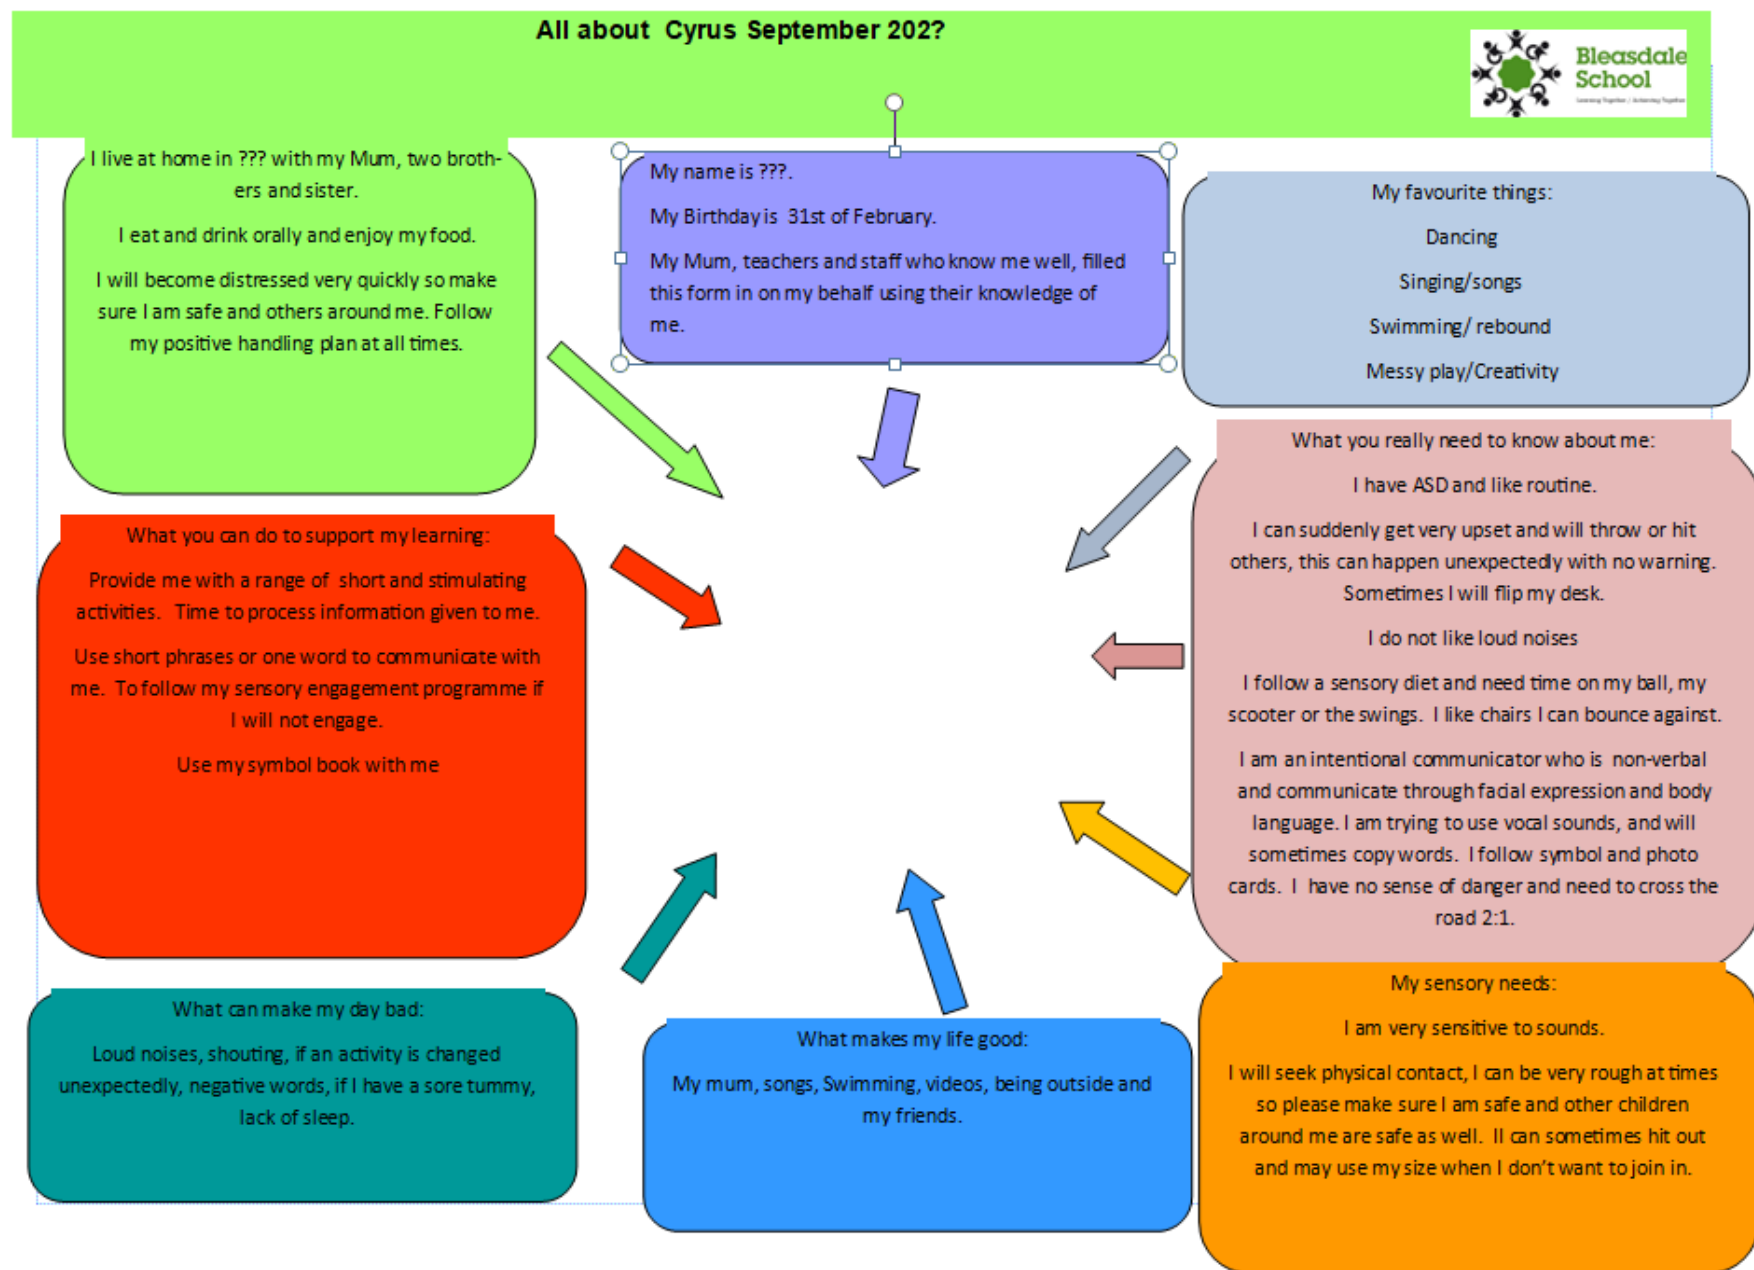 All about  Cyrus September 202?
Bleasdale
School
Learning Together / Achieving Together
I live at home in ??? with my Mum, two broth-
ers and sister.
I eat and drink orally and enjoy my food.
I will become distressed very quickly so make
sure I am safe and others around me. Follow
my positive handling plan at all times.
My name is ???.
My Birthday is  31st of February.
My Mum, teachers and staff who know me well, filled
this form in on my behalf using their knowledge of
me.
My favourite things:
Dancing
Singing/songs
Swimming/ rebound
Messy play/Creativity
What you can do to support my learning:
Provide me with a range of  short and stimulating
activities.   Time to process information given to me.
Use short phrases or one word to communicate with
me.  To follow my sensory engagement programme if
I will not engage.
Use my symbol book with me
What you really need to know about me:
I have ASD and like routine.
I can suddenly get very upset and will throw or hit
others, this can happen unexpectedly with no warning.
Sometimes I will flip my desk.
I do not like loud noises
I follow a sensory diet and need time on my ball, my
scooter or the swings.  I like chairs I can bounce against.
I am an intentional communicator who is  non-verbal
and communicate through facial expression and body
language. I am trying to use vocal sounds, and will
sometimes copy words.  I follow symbol and photo
cards.  I  have no sense of danger and need to cross the
road 2:1.
What can make my day bad:
Loud noises, shouting, if an activity is changed
unexpectedly, negative words, if I have a sore tummy,
lack of sleep.
What makes my life good:
My mum, songs, Swimming, videos, being outside and
my friends.
My sensory needs:
I am very sensitive to sounds.
I will seek physical contact, I can be very rough at times
so please make sure I am safe and other children
around me are safe as well.  II can sometimes hit out
and may use my size when I don’t want to join in.